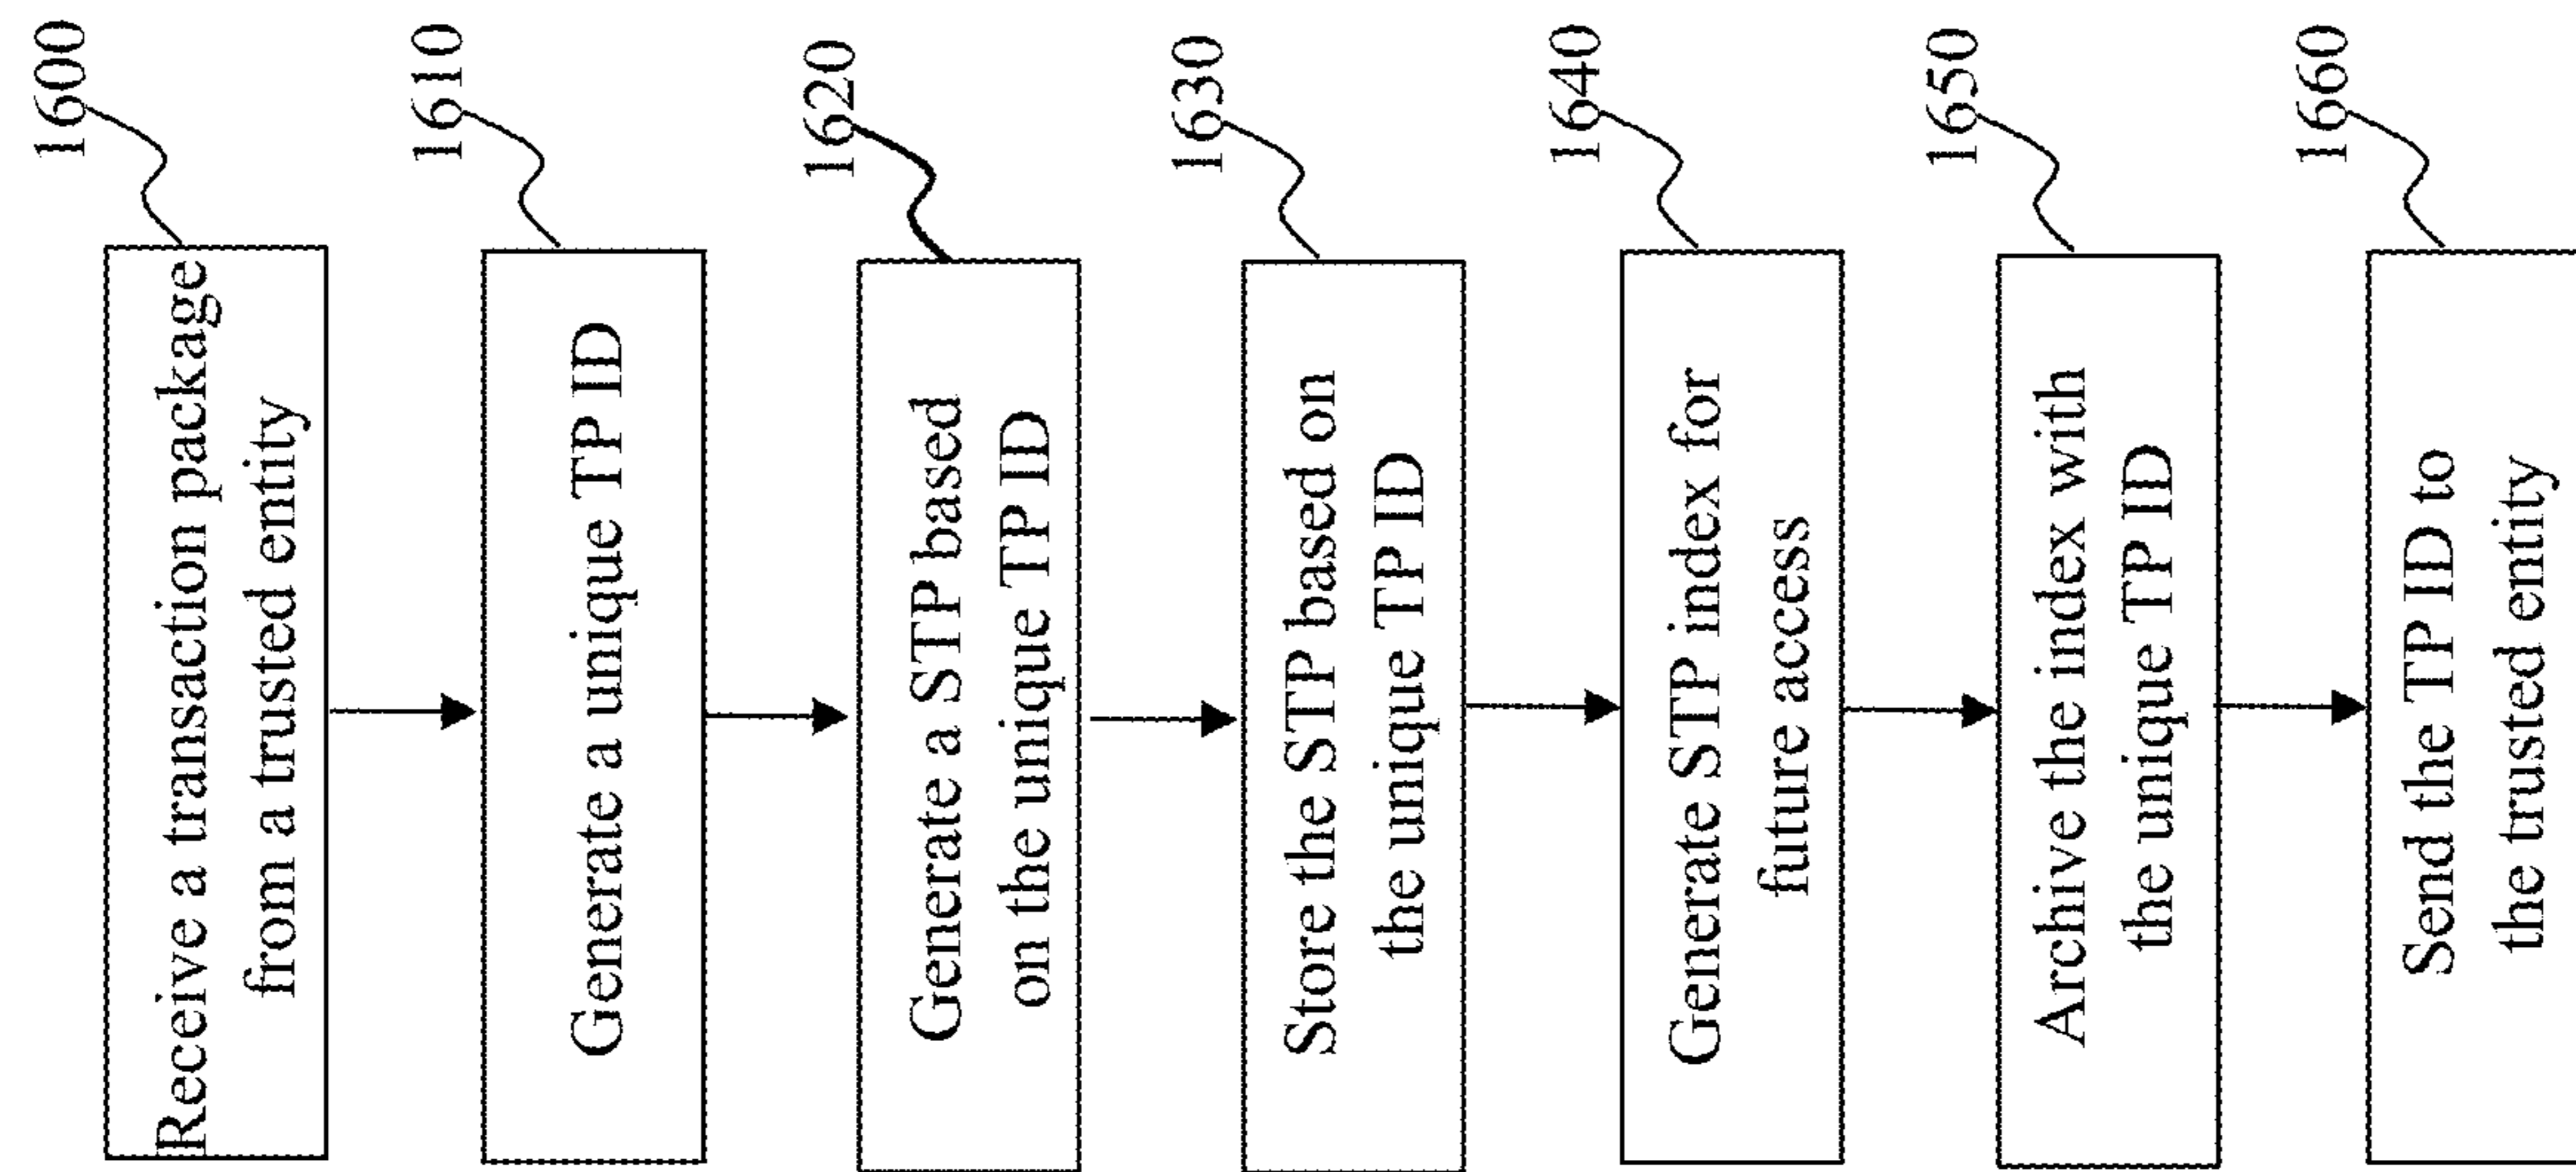 1600
Receive a transaction package
from a trusted entity
1610
Generate a unique TP ID
1620
Generate a STP based
on the unique TP ID
1630
Store the STP based on
the unique TP ID
1640
Generate STP index for
future access
1650
Archive the index with
the unique TP ID
1660
Send the TP ID to
the trusted entity